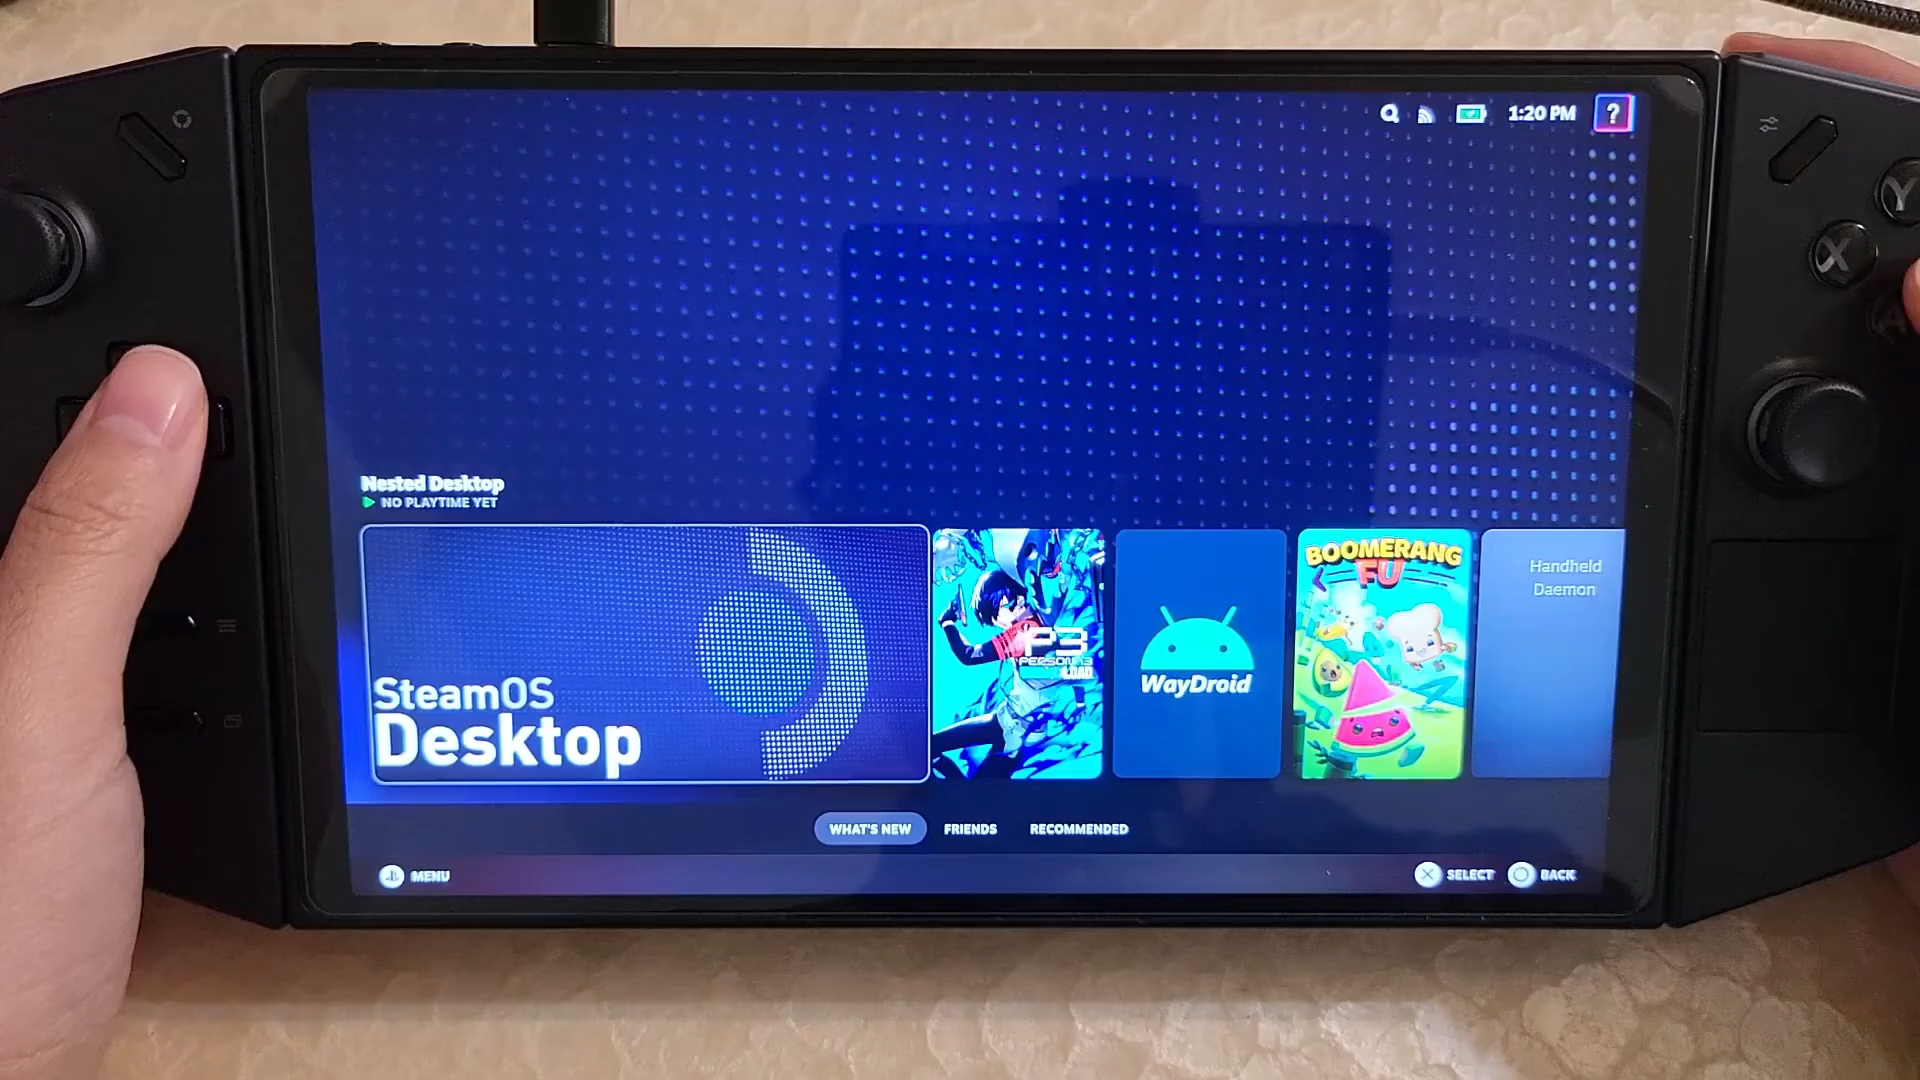 1:20 PM
?
Y
X
A
Nested Desktop
NO PLAYTIME YET
SteamOS
Desktop
P3
WayDroid
BOOMERANG
FU
Handheld
Daemon
WHAT'S NEW
FRIENDS
RECOMMENDED
MENU
SELECT
BACK